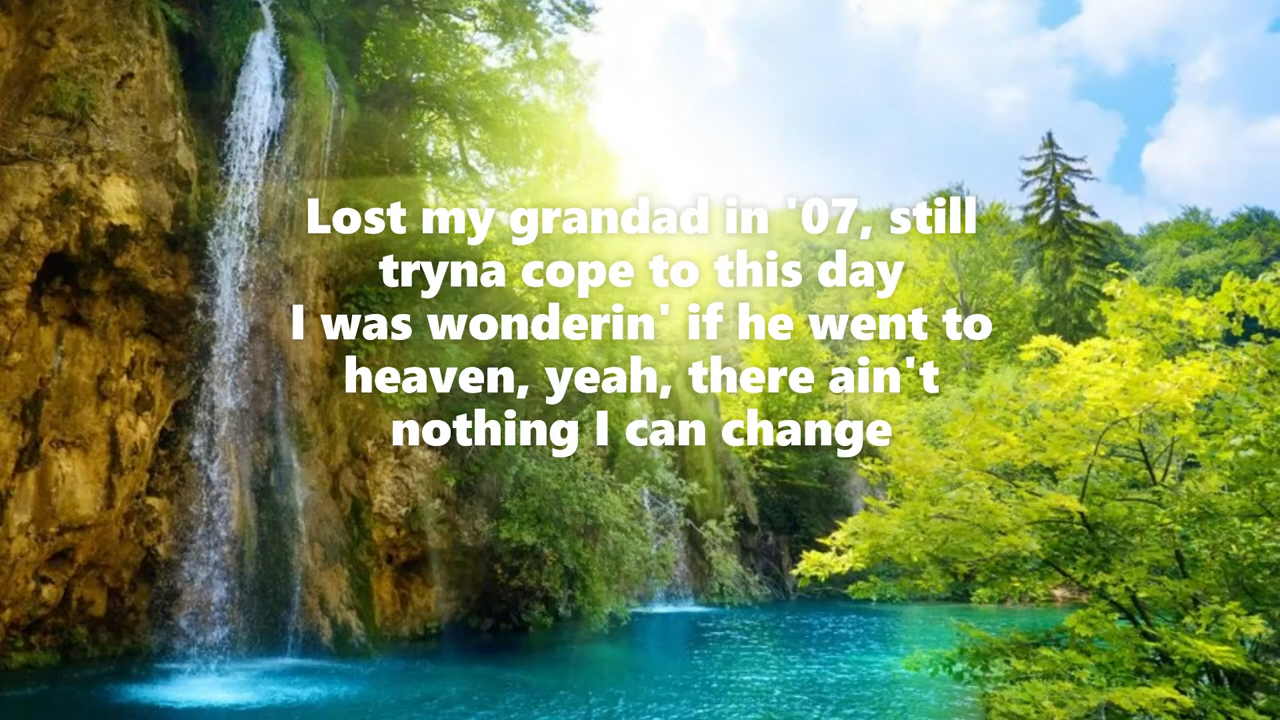 Lost my grandad in '07, still
tryna cope to this day
I was wonderin' if he went to
heaven, yeah, there ain't
nothing I can change